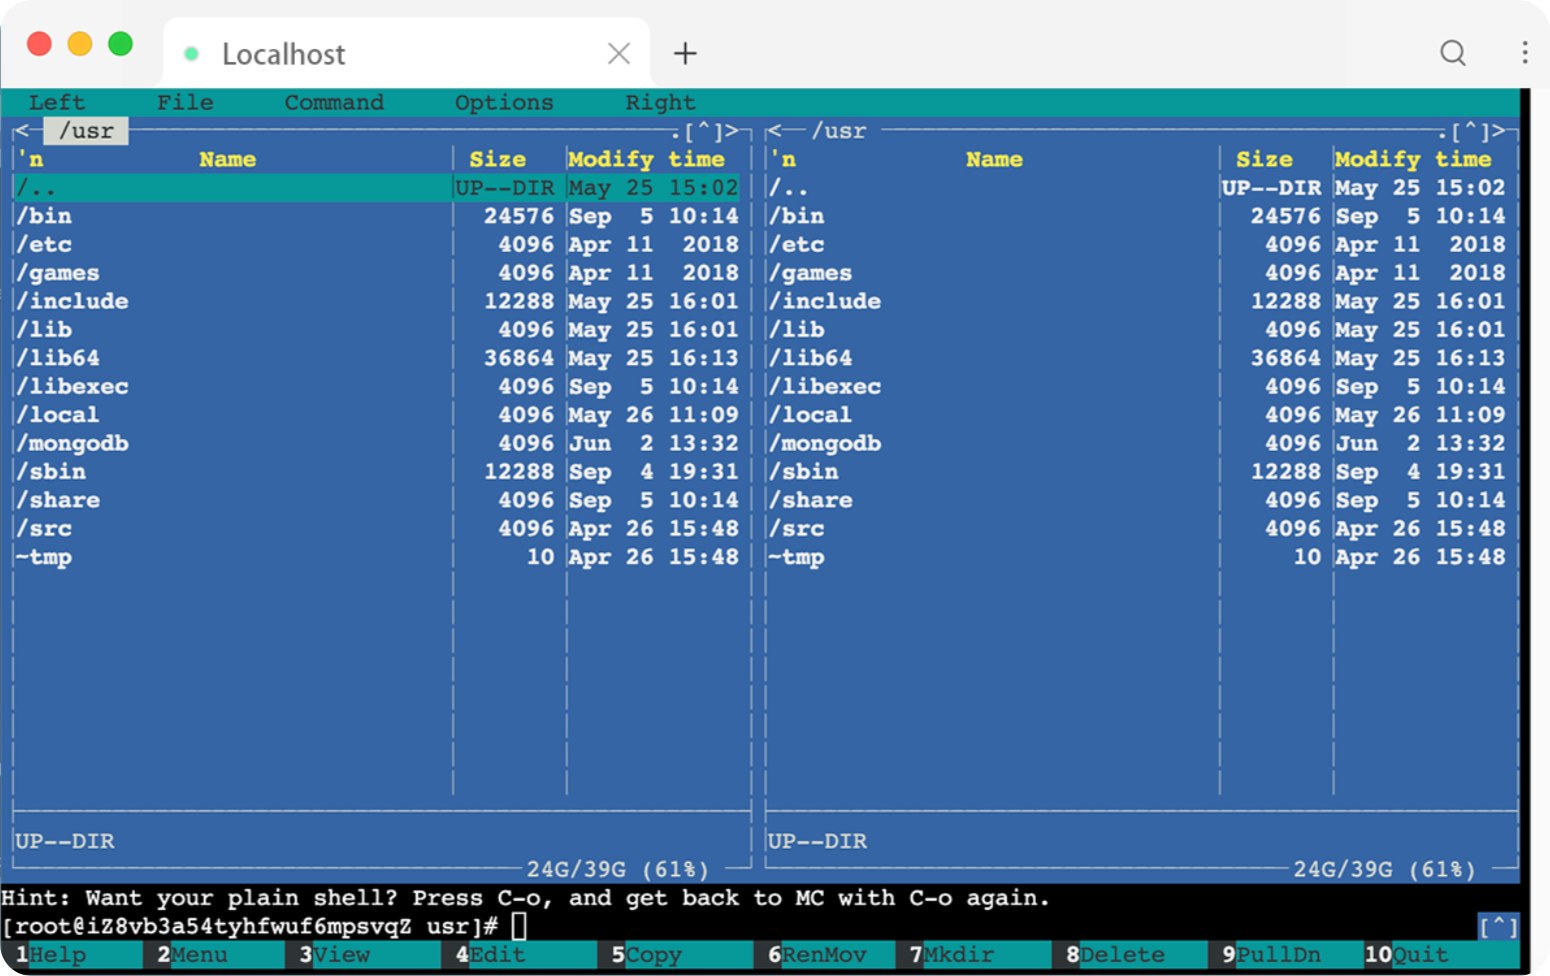 Localhost
Left File Command Options Right
<─ /usr ─.[^]> <─ /usr ─.[^]>
'n Name Size Modify time 'n Name Size Modify time
/.. UP--DIR May 25 15:02 /.. UP--DIR May 25 15:02
/bin 24576 Sep 5 10:14 /bin 24576 Sep 5 10:14
/etc 4096 Apr 11 2018 /etc 4096 Apr 11 2018
/games 4096 Apr 11 2018 /games 4096 Apr 11 2018
/include 12288 May 25 16:01 /include 12288 May 25 16:01
/lib 4096 May 25 16:01 /lib 4096 May 25 16:01
/lib64 36864 May 25 16:13 /lib64 36864 May 25 16:13
/libexec 4096 Sep 5 10:14 /libexec 4096 Sep 5 10:14
/local 4096 May 26 11:09 /local 4096 May 26 11:09
/mongodb 4096 Jun 2 13:32 /mongodb 4096 Jun 2 13:32
/sbin 12288 Sep 4 19:31 /sbin 12288 Sep 4 19:31
/share 4096 Sep 5 10:14 /share 4096 Sep 5 10:14
/src 4096 Apr 26 15:48 /src 4096 Apr 26 15:48
~tmp 10 Apr 26 15:48 ~tmp 10 Apr 26 15:48
UP--DIR UP--DIR
24G/39G (61%) 24G/39G (61%)
Hint: Want your plain shell? Press C-o, and get back to MC with C-o again.
[root@iZ8vb3a54tyhfwuf6mpsvqZ usr]# [^]
1Help 2Menu 3View 4Edit 5Copy 6RenMov 7Mkdir 8Delete 9PullDn 10Quit